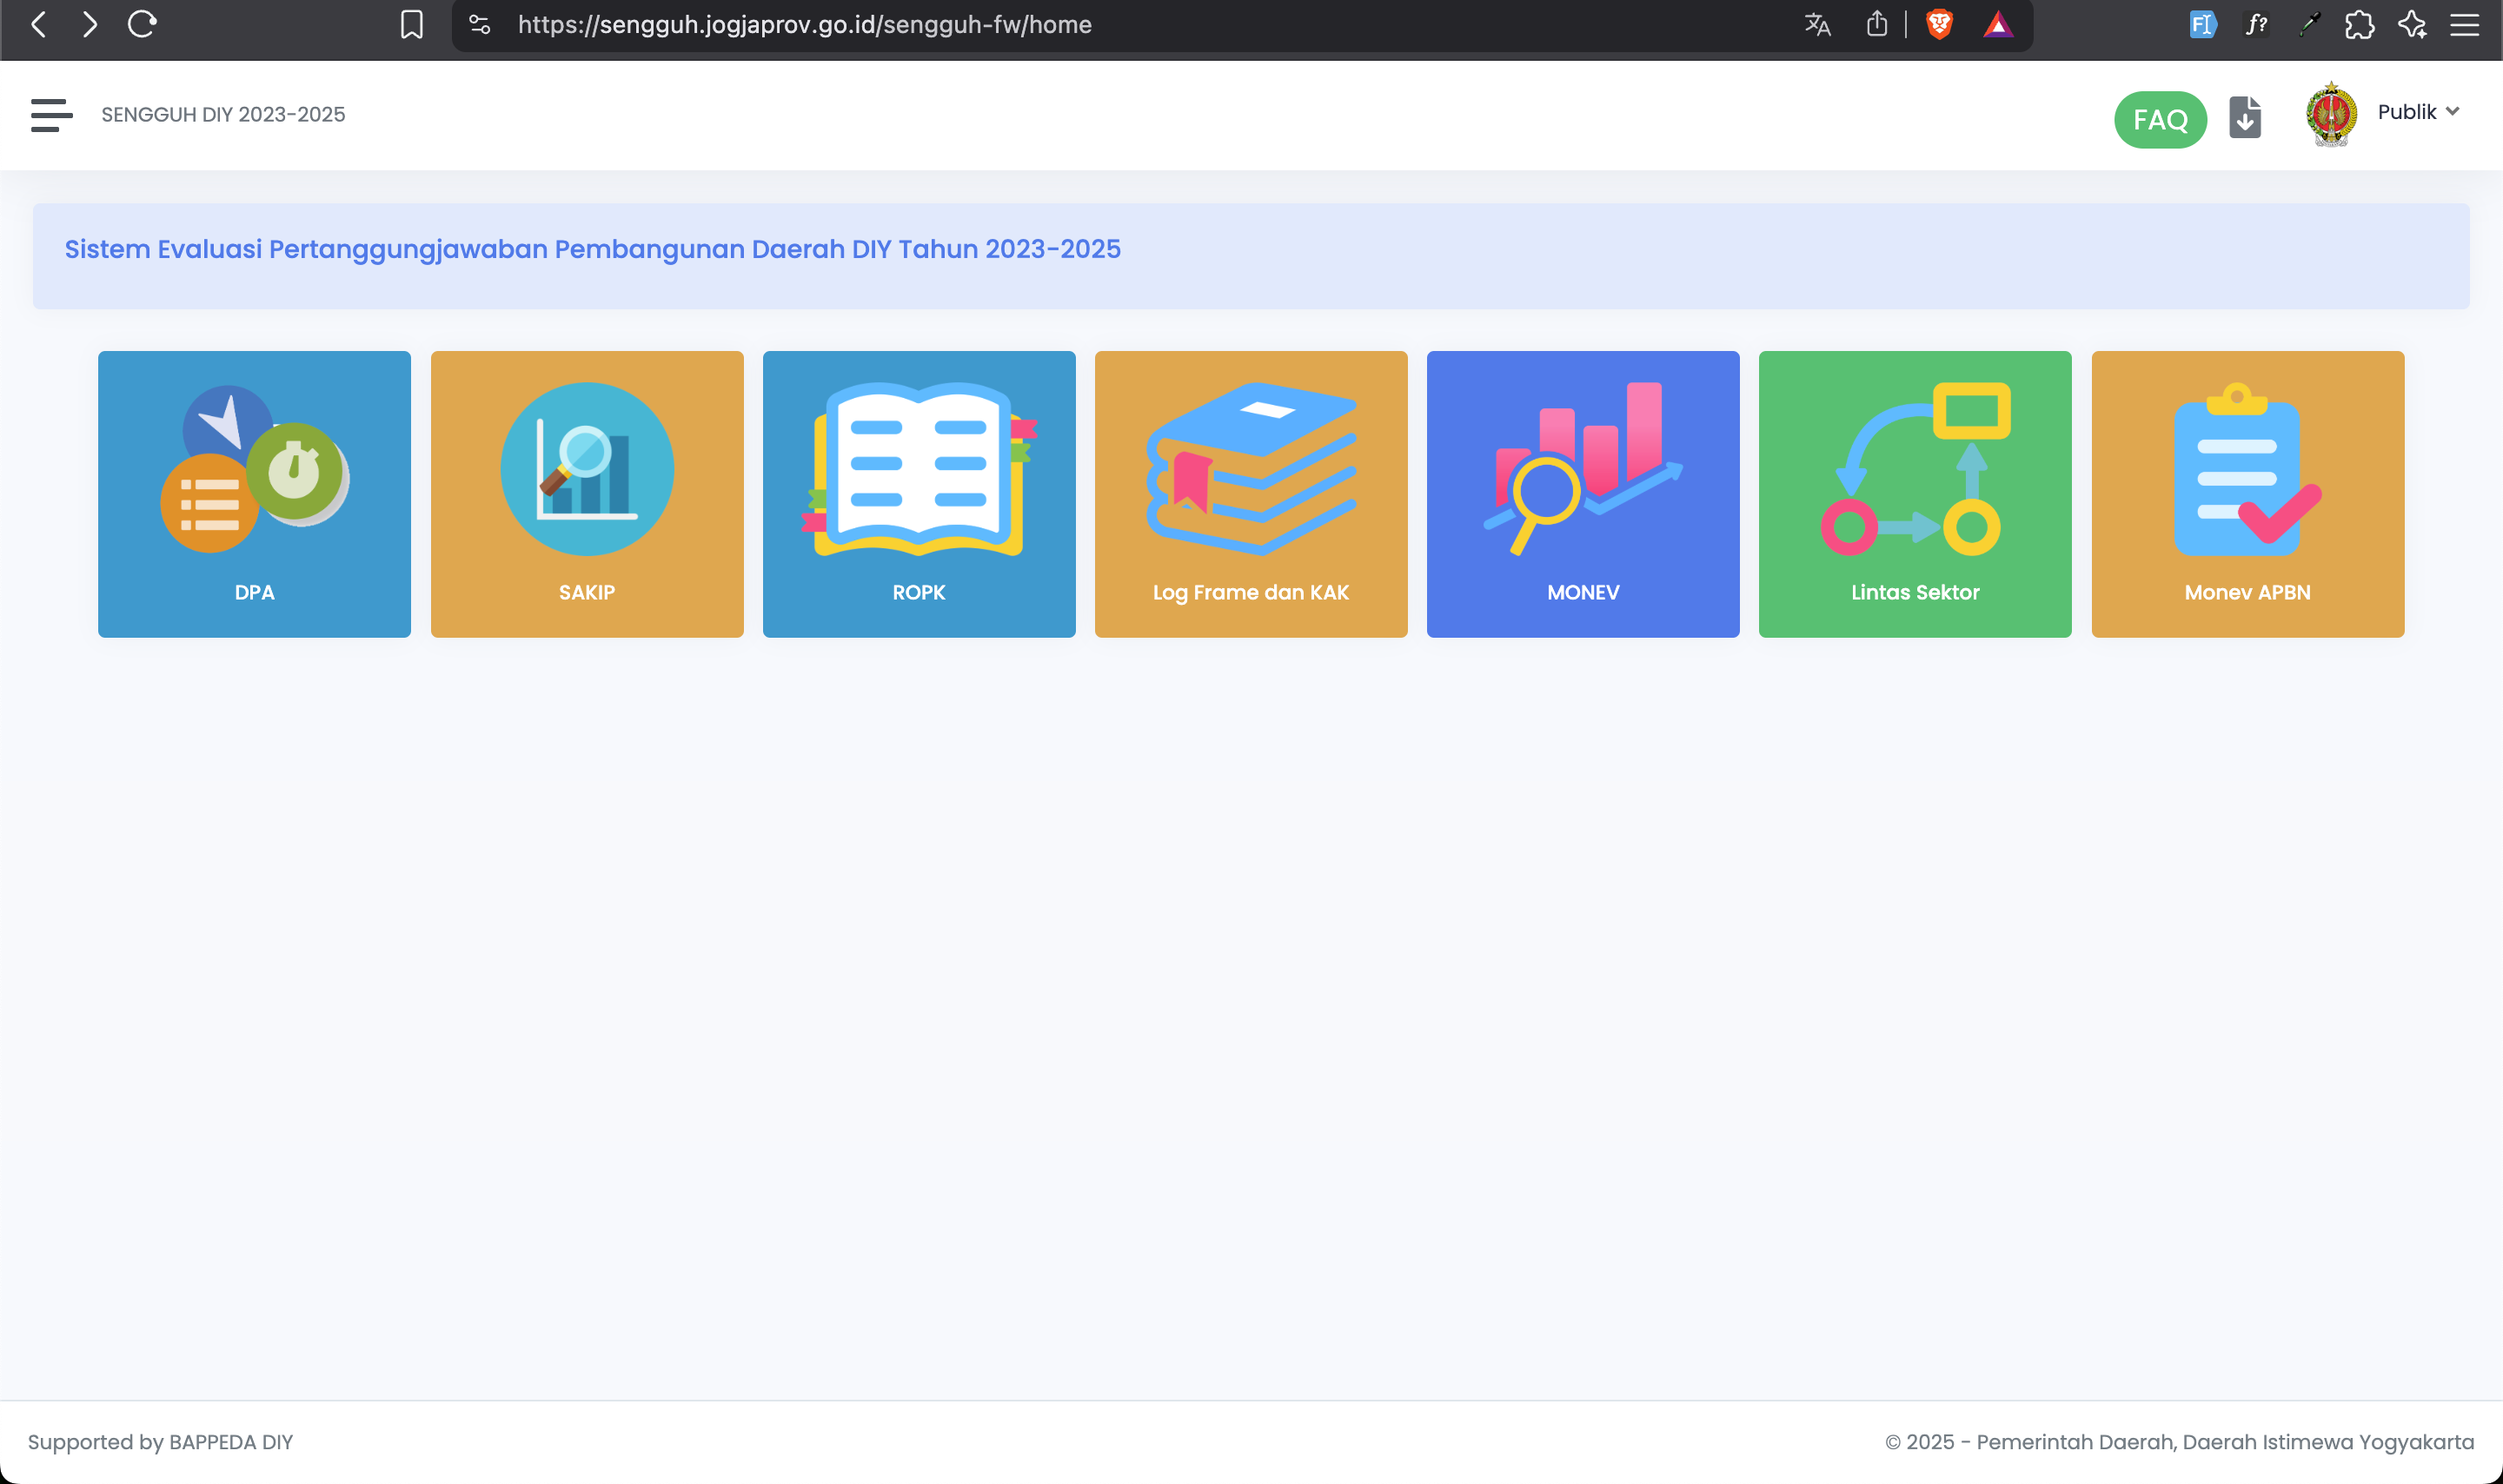 https://sengguh.jogjaprov.go.id/sengguh-fw/home
SENGGUH DIY 2023-2025
FAQ
Publik
Sistem Evaluasi Pertanggungjawaban Pembangunan Daerah DIY Tahun 2023-2025
DPA
SAKIP
ROPK
Log Frame dan KAK
MONEV
Lintas Sektor
Monev APBN
Supported by BAPPEDA DIY
© 2025 - Pemerintah Daerah, Daerah Istimewa Yogyakarta